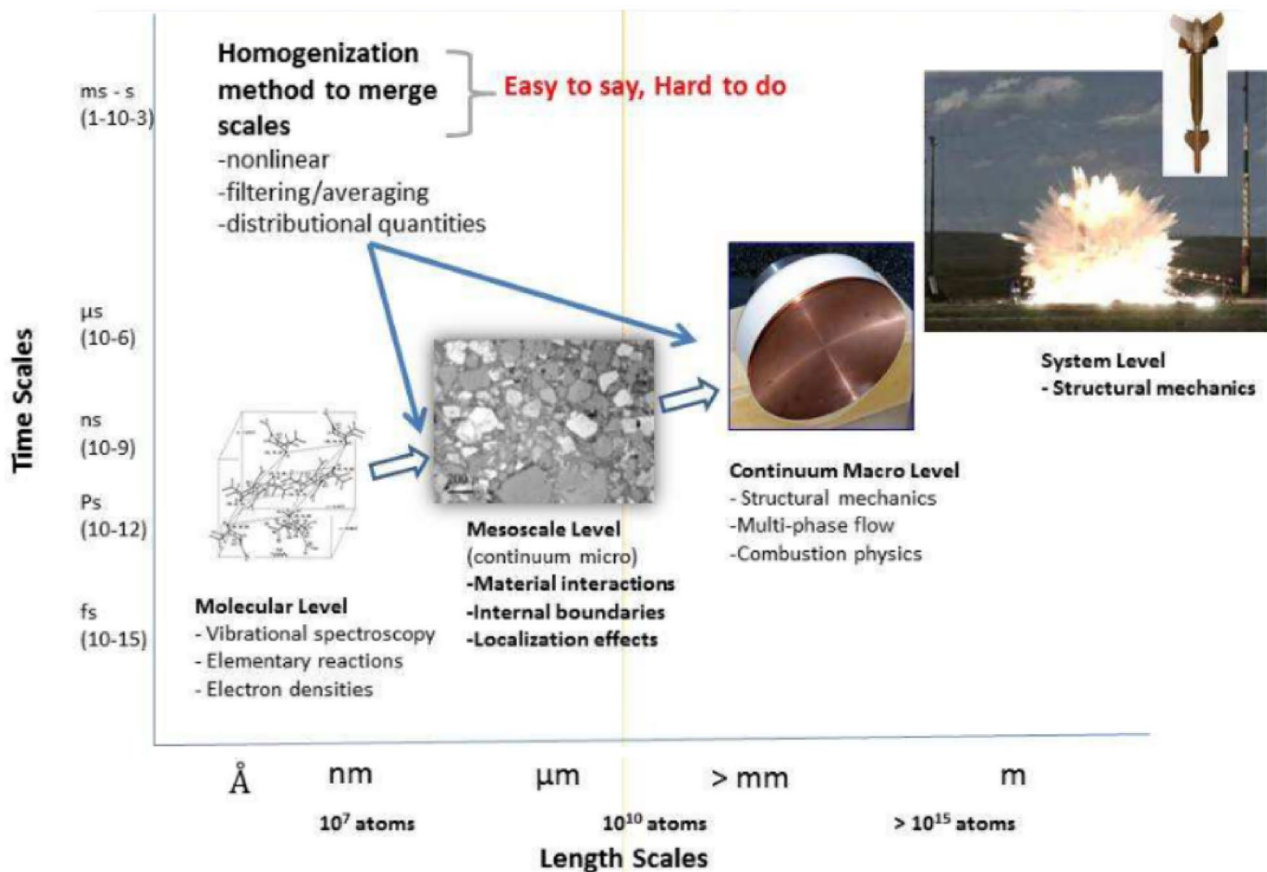 Homogenization
method to merge
scales
-nonlinear
-filtering/averaging
-distributional quantities
Easy to say, Hard to do
Time Scales
ms - s
(1-10-3)
µs
(10-6)
ns
(10-9)
Ps
(10-12)
fs
(10-15)
200
Molecular Level
- Vibrational spectroscopy
- Elementary reactions
- Electron densities
Mesoscale Level
(continuum micro)
-Material interactions
-Internal boundaries
-Localization effects
Continuum Macro Level
- Structural mechanics
-Multi-phase flow
-Combustion physics
System Level
- Structural mechanics
Å nm µm > mm m
10⁷ atoms 10¹⁰ atoms > 10¹⁵ atoms
Length Scales